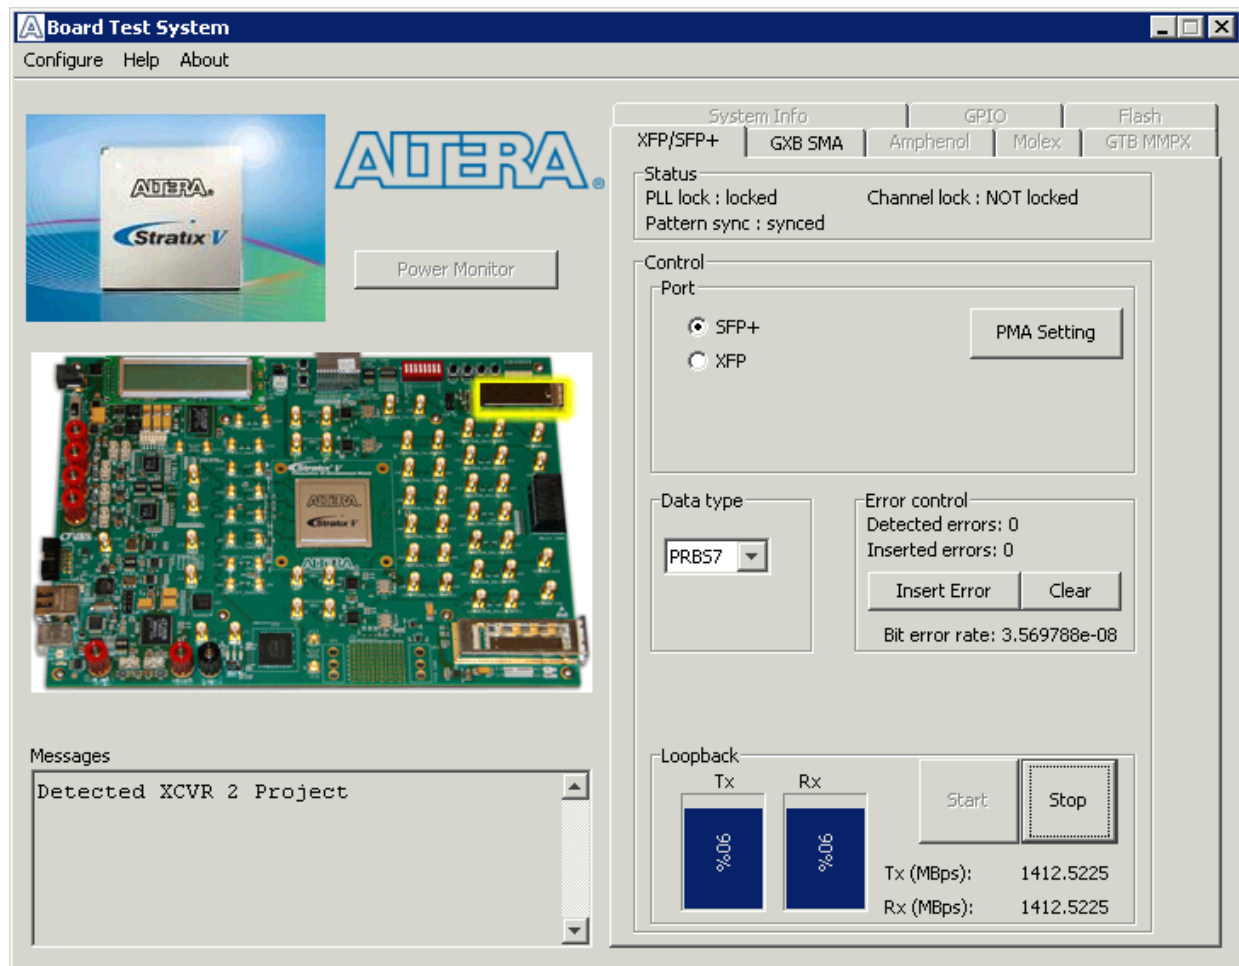 Board Test System
Configure Help About
ALTERA
Stratix V
ALTERA®
Power Monitor
Stratix V
ALTERA
Stratix V
ALTERA
Messages
Detected XCVR 2 Project
System Info GPIO Flash
XFP/SFP+ GXB SMA Amphenol Molex GTB MMPX
Status
PLL lock : locked Channel lock : NOT locked
Pattern sync : synced
Control
Port
SFP+
PMA Setting
XFP
Data type
PRBS7
Error control
Detected errors: 0
Inserted errors: 0
Insert Error Clear
Bit error rate: 3.569788e-08
Loopback
Tx Rx
90% 90%
Start Stop
Tx (MBps): 1412.5225
Rx (MBps): 1412.5225